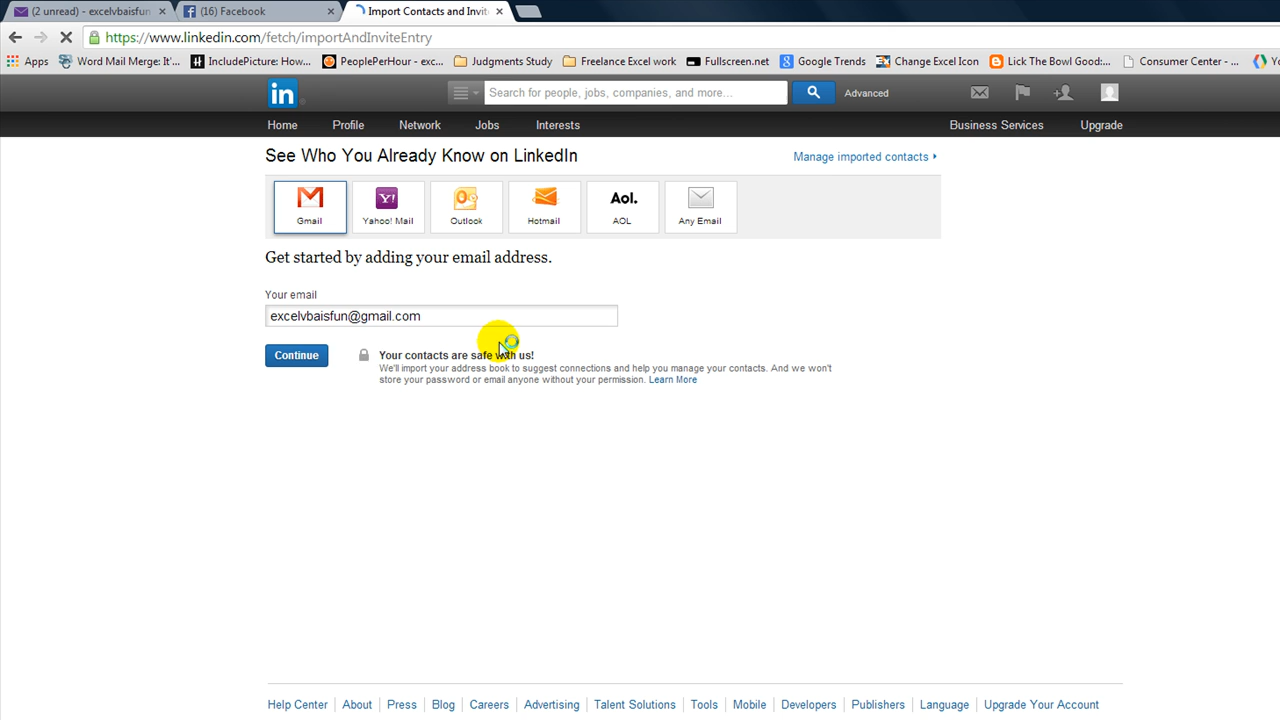 (2 unread) - excelvbaisfun
(16) Facebook
Import Contacts and Invite
https://www.linkedin.com/fetch/importAndInviteEntry
Apps
Word Mail Merge: It'...
IncludePicture: How...
PeoplePerHour - exc...
Judgments Study
Freelance Excel work
Fullscreen.net
Google Trends
Change Excel Icon
Lick The Bowl Good:...
Consumer Center - ...
in
Search for people, jobs, companies, and more...
Advanced
Home
Profile
Network
Jobs
Interests
Business Services
Upgrade
See Who You Already Know on LinkedIn
Manage imported contacts
Gmail
Yahoo! Mail
Outlook
Hotmail
Aol.
AOL
Any Email
Get started by adding your email address.
Your email
excelvbaisfun@gmail.com
Continue
Your contacts are safe with us!
We'll import your address book to suggest connections and help you manage your contacts. And we won't
store your password or email anyone without your permission. Learn More
Help Center
About
Press
Blog
Careers
Advertising
Talent Solutions
Tools
Mobile
Developers
Publishers
Language
Upgrade Your Account